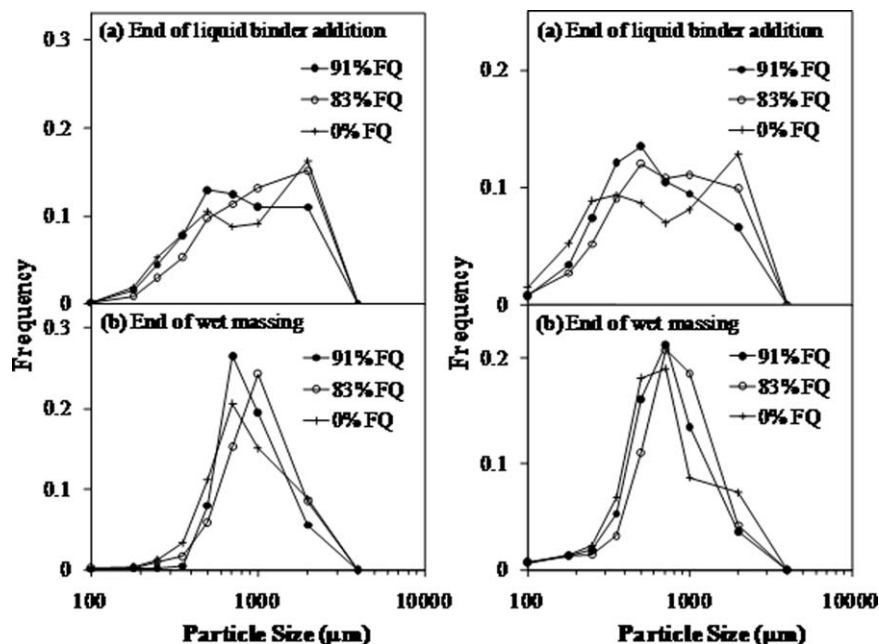 (a) End of liquid binder addition
0.3
91%FQ
83%FQ
0%FQ
0.2
0.1
0
Frequency
(b) End of wet massing
0.3
91%FQ
83%FQ
0%FQ
0.2
0.1
0
100
1000
10000
Particle Size (µm)
(a) End of liquid binder addition
0.2
91%FQ
83%FQ
0%FQ
0.1
0
Frequency
(b) End of wet massing
0.2
91%FQ
83%FQ
0%FQ
0.1
0
100
1000
10000
Particle Size (µm)